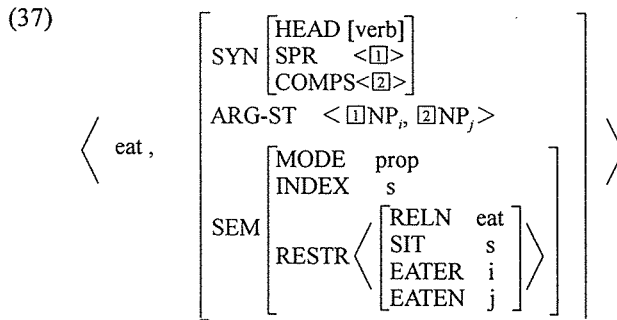 (37)
HEAD [verb]
SYN SPR <1>
COMPS<2>
ARG-ST < 1NPi, 2NPj>
< eat , >
MODE prop
INDEX s
SEM RELN eat
RESTR SIT s
EATER i
EATEN j